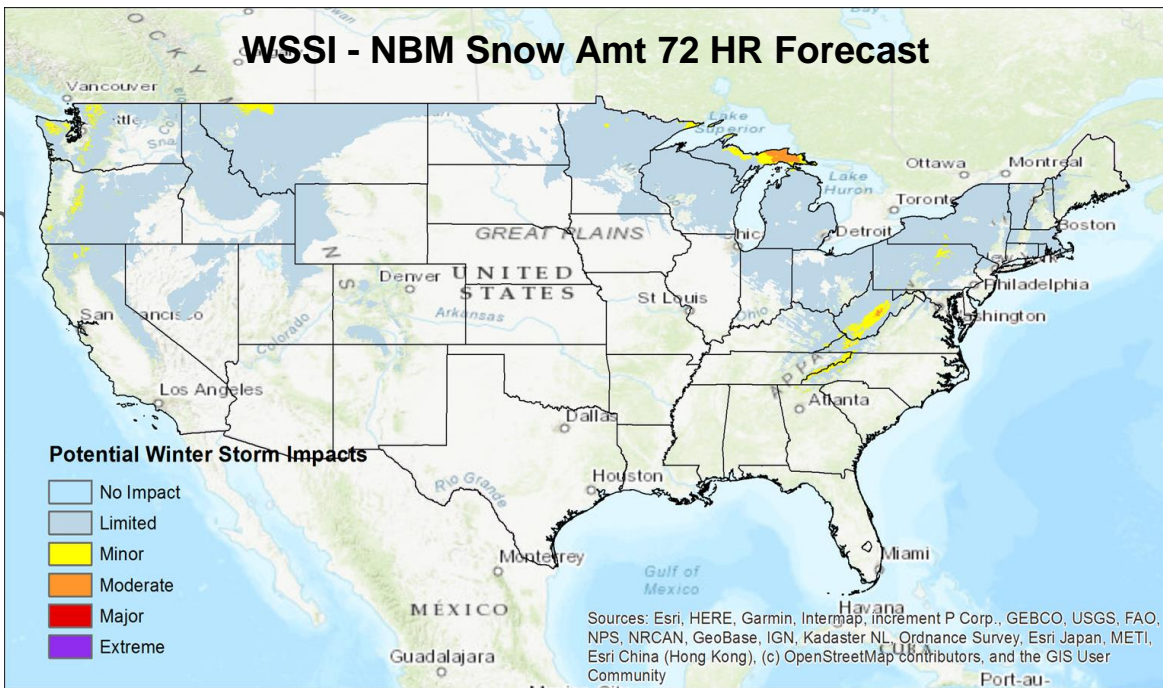 WSSI - NBM Snow Amt 72 HR Forecast
Vancouver
Lake
Superior
Ottawa
Montreal
Lake
Huron
Toronto
Detroit
Boston
GREAT PLAINS
Denver
UNITED
STATES
St Louis
Ohio
Philadelphia
Arkansas
Colorado
San
Los Angeles
Atlanta
Dallas
Houston
Rio Grande
Monterrey
Gulf of
Mexico
Miami
Havana
CUBA
MÉXICO
Guadalajara
Port-au-
Potential Winter Storm Impacts
No Impact
Limited
Minor
Moderate
Major
Extreme
Sources: Esri, HERE, Garmin, Intermap, increment P Corp., GEBCO, USGS, FAO,
NPS, NRCAN, GeoBase, IGN, Kadaster NL, Ordnance Survey, Esri Japan, METI,
Esri China (Hong Kong), (c) OpenStreetMap contributors, and the GIS User
Community